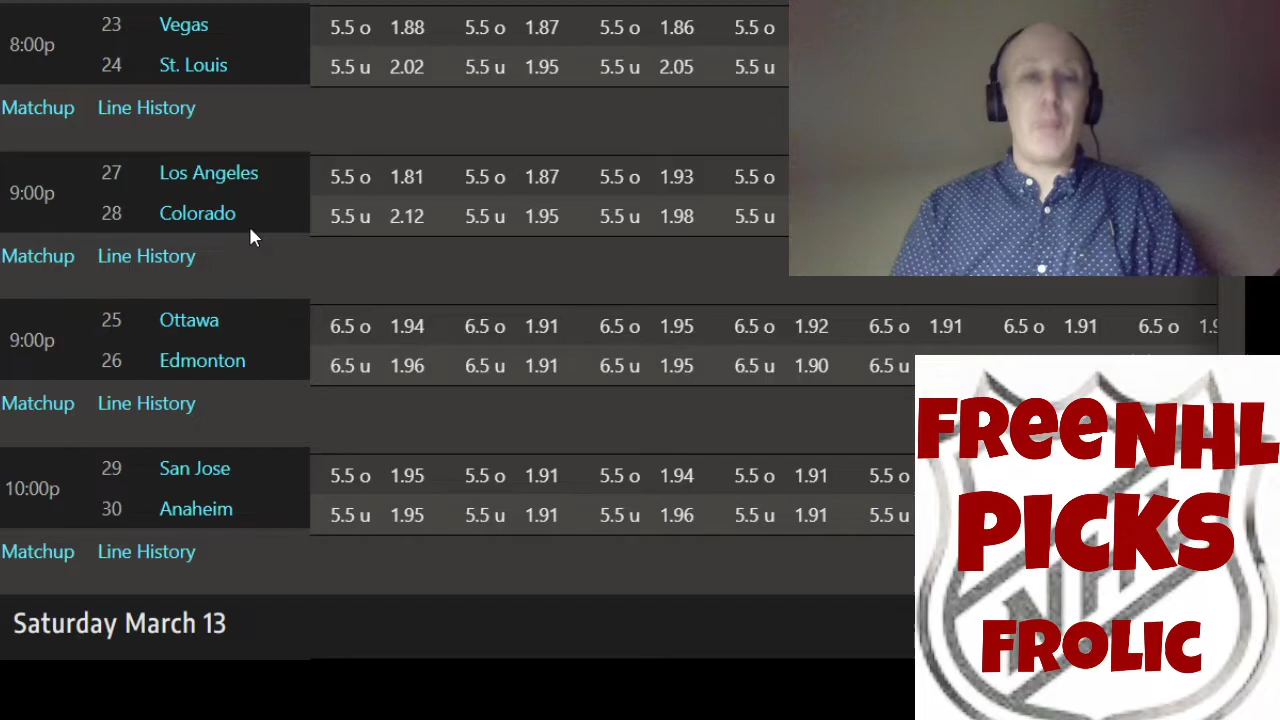 8:00p 23 Vegas 5.5 o 1.88 5.5 o 1.87 5.5 o 1.86 5.5 o
24 St. Louis 5.5 u 2.02 5.5 u 1.95 5.5 u 2.05 5.5 u
Matchup Line History
9:00p 27 Los Angeles 5.5 o 1.81 5.5 o 1.87 5.5 o 1.93 5.5 o
28 Colorado 5.5 u 2.12 5.5 u 1.95 5.5 u 1.98 5.5 u
Matchup Line History
9:00p 25 Ottawa 6.5 o 1.94 6.5 o 1.91 6.5 o 1.95 6.5 o 1.92 6.5 o 1.91 6.5 o 1.91 6.5 o
26 Edmonton 6.5 u 1.96 6.5 u 1.91 6.5 u 1.95 6.5 u 1.90 6.5 u
Matchup Line History
10:00p 29 San Jose 5.5 o 1.95 5.5 o 1.91 5.5 o 1.94 5.5 o 1.91 5.5 o
30 Anaheim 5.5 u 1.95 5.5 u 1.91 5.5 u 1.96 5.5 u 1.91 5.5 u
Matchup Line History
Saturday March 13
FReeNHL
PICKS
NHL
FROLIC